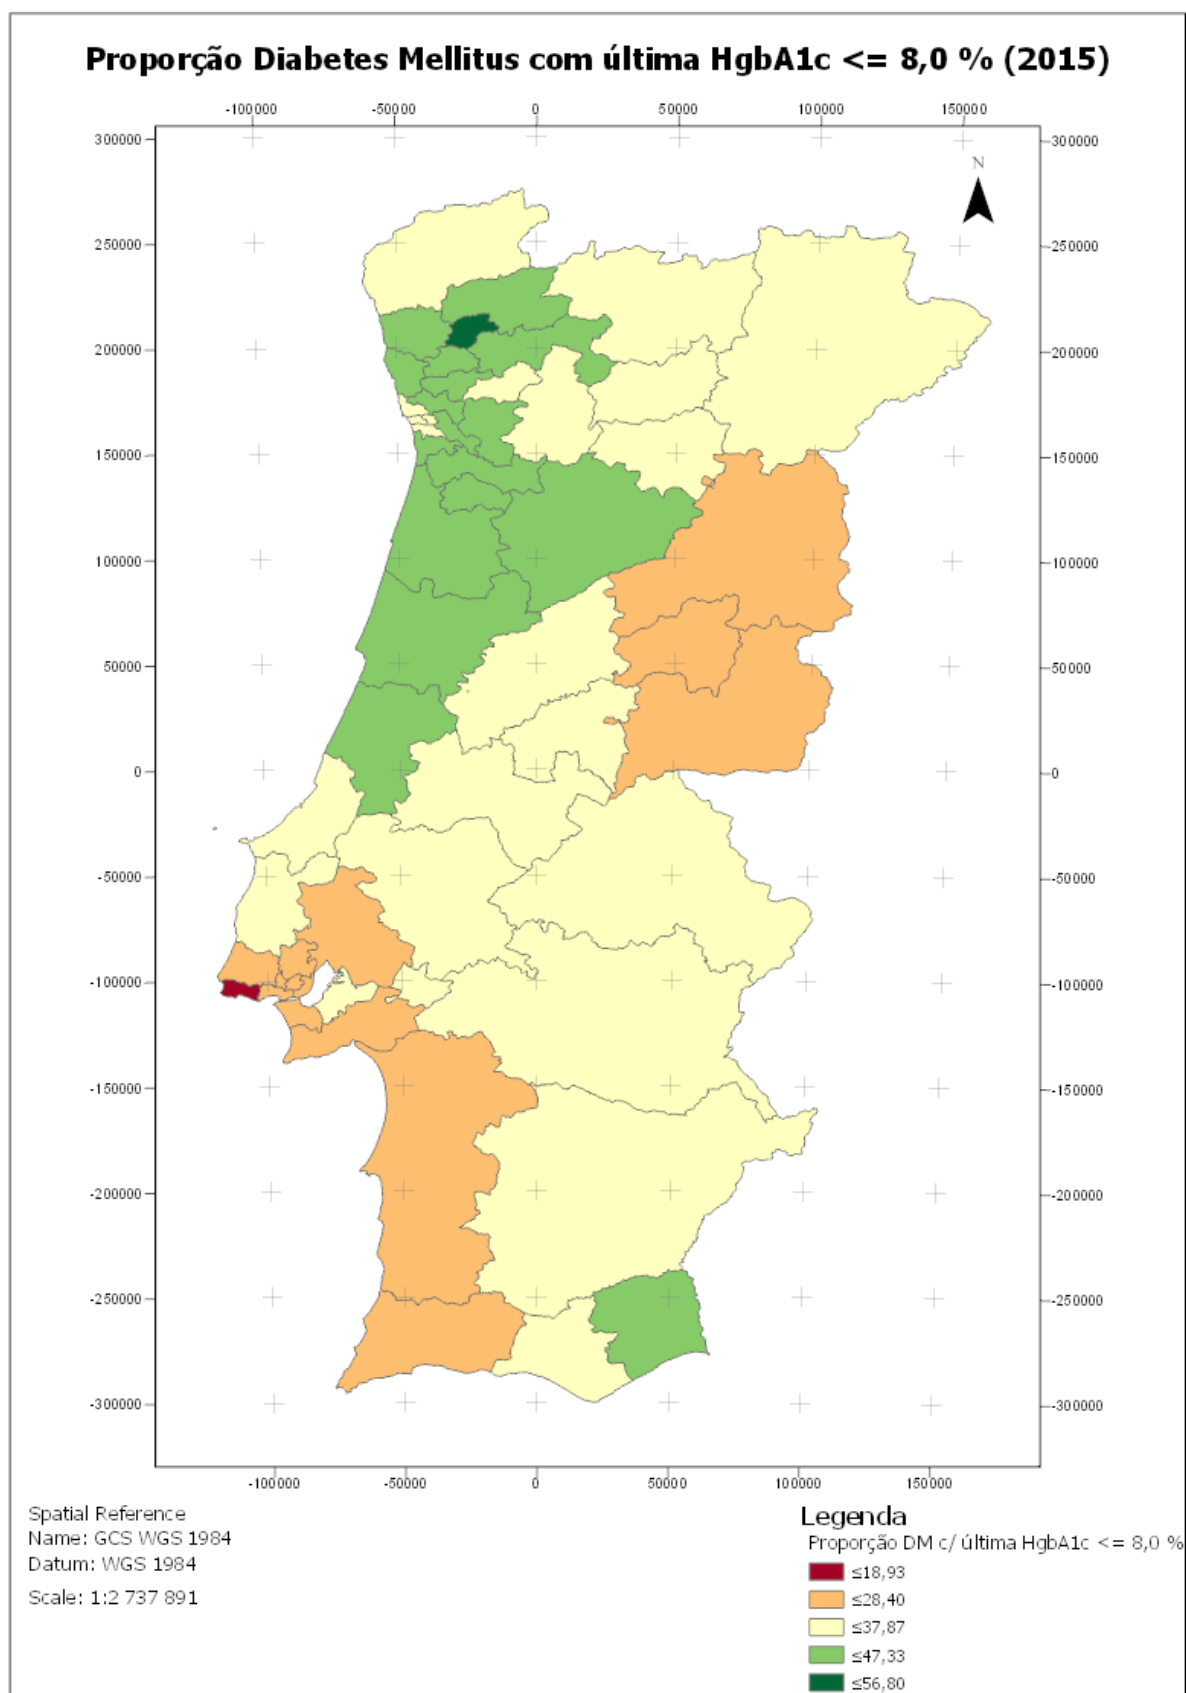 Proporção Diabetes Mellitus com última HgbA1c <= 8,0 % (2015)
-100000 -50000 0 50000 100000 150000
N
300000 300000
250000 250000
200000 200000
150000 150000
100000 100000
50000 50000
0 0
-50000 -50000
-100000 -100000
-150000 -150000
-200000 -200000
-250000 -250000
-300000 -300000
-100000 -50000 0 50000 100000 150000
Spatial Reference
Name: GCS WGS 1984
Datum: WGS 1984
Scale: 1:2 737 891
Legenda
Proporção DM c/ última HgbA1c <= 8,0 %
≤18,93
≤28,40
≤37,87
≤47,33
≤56,80